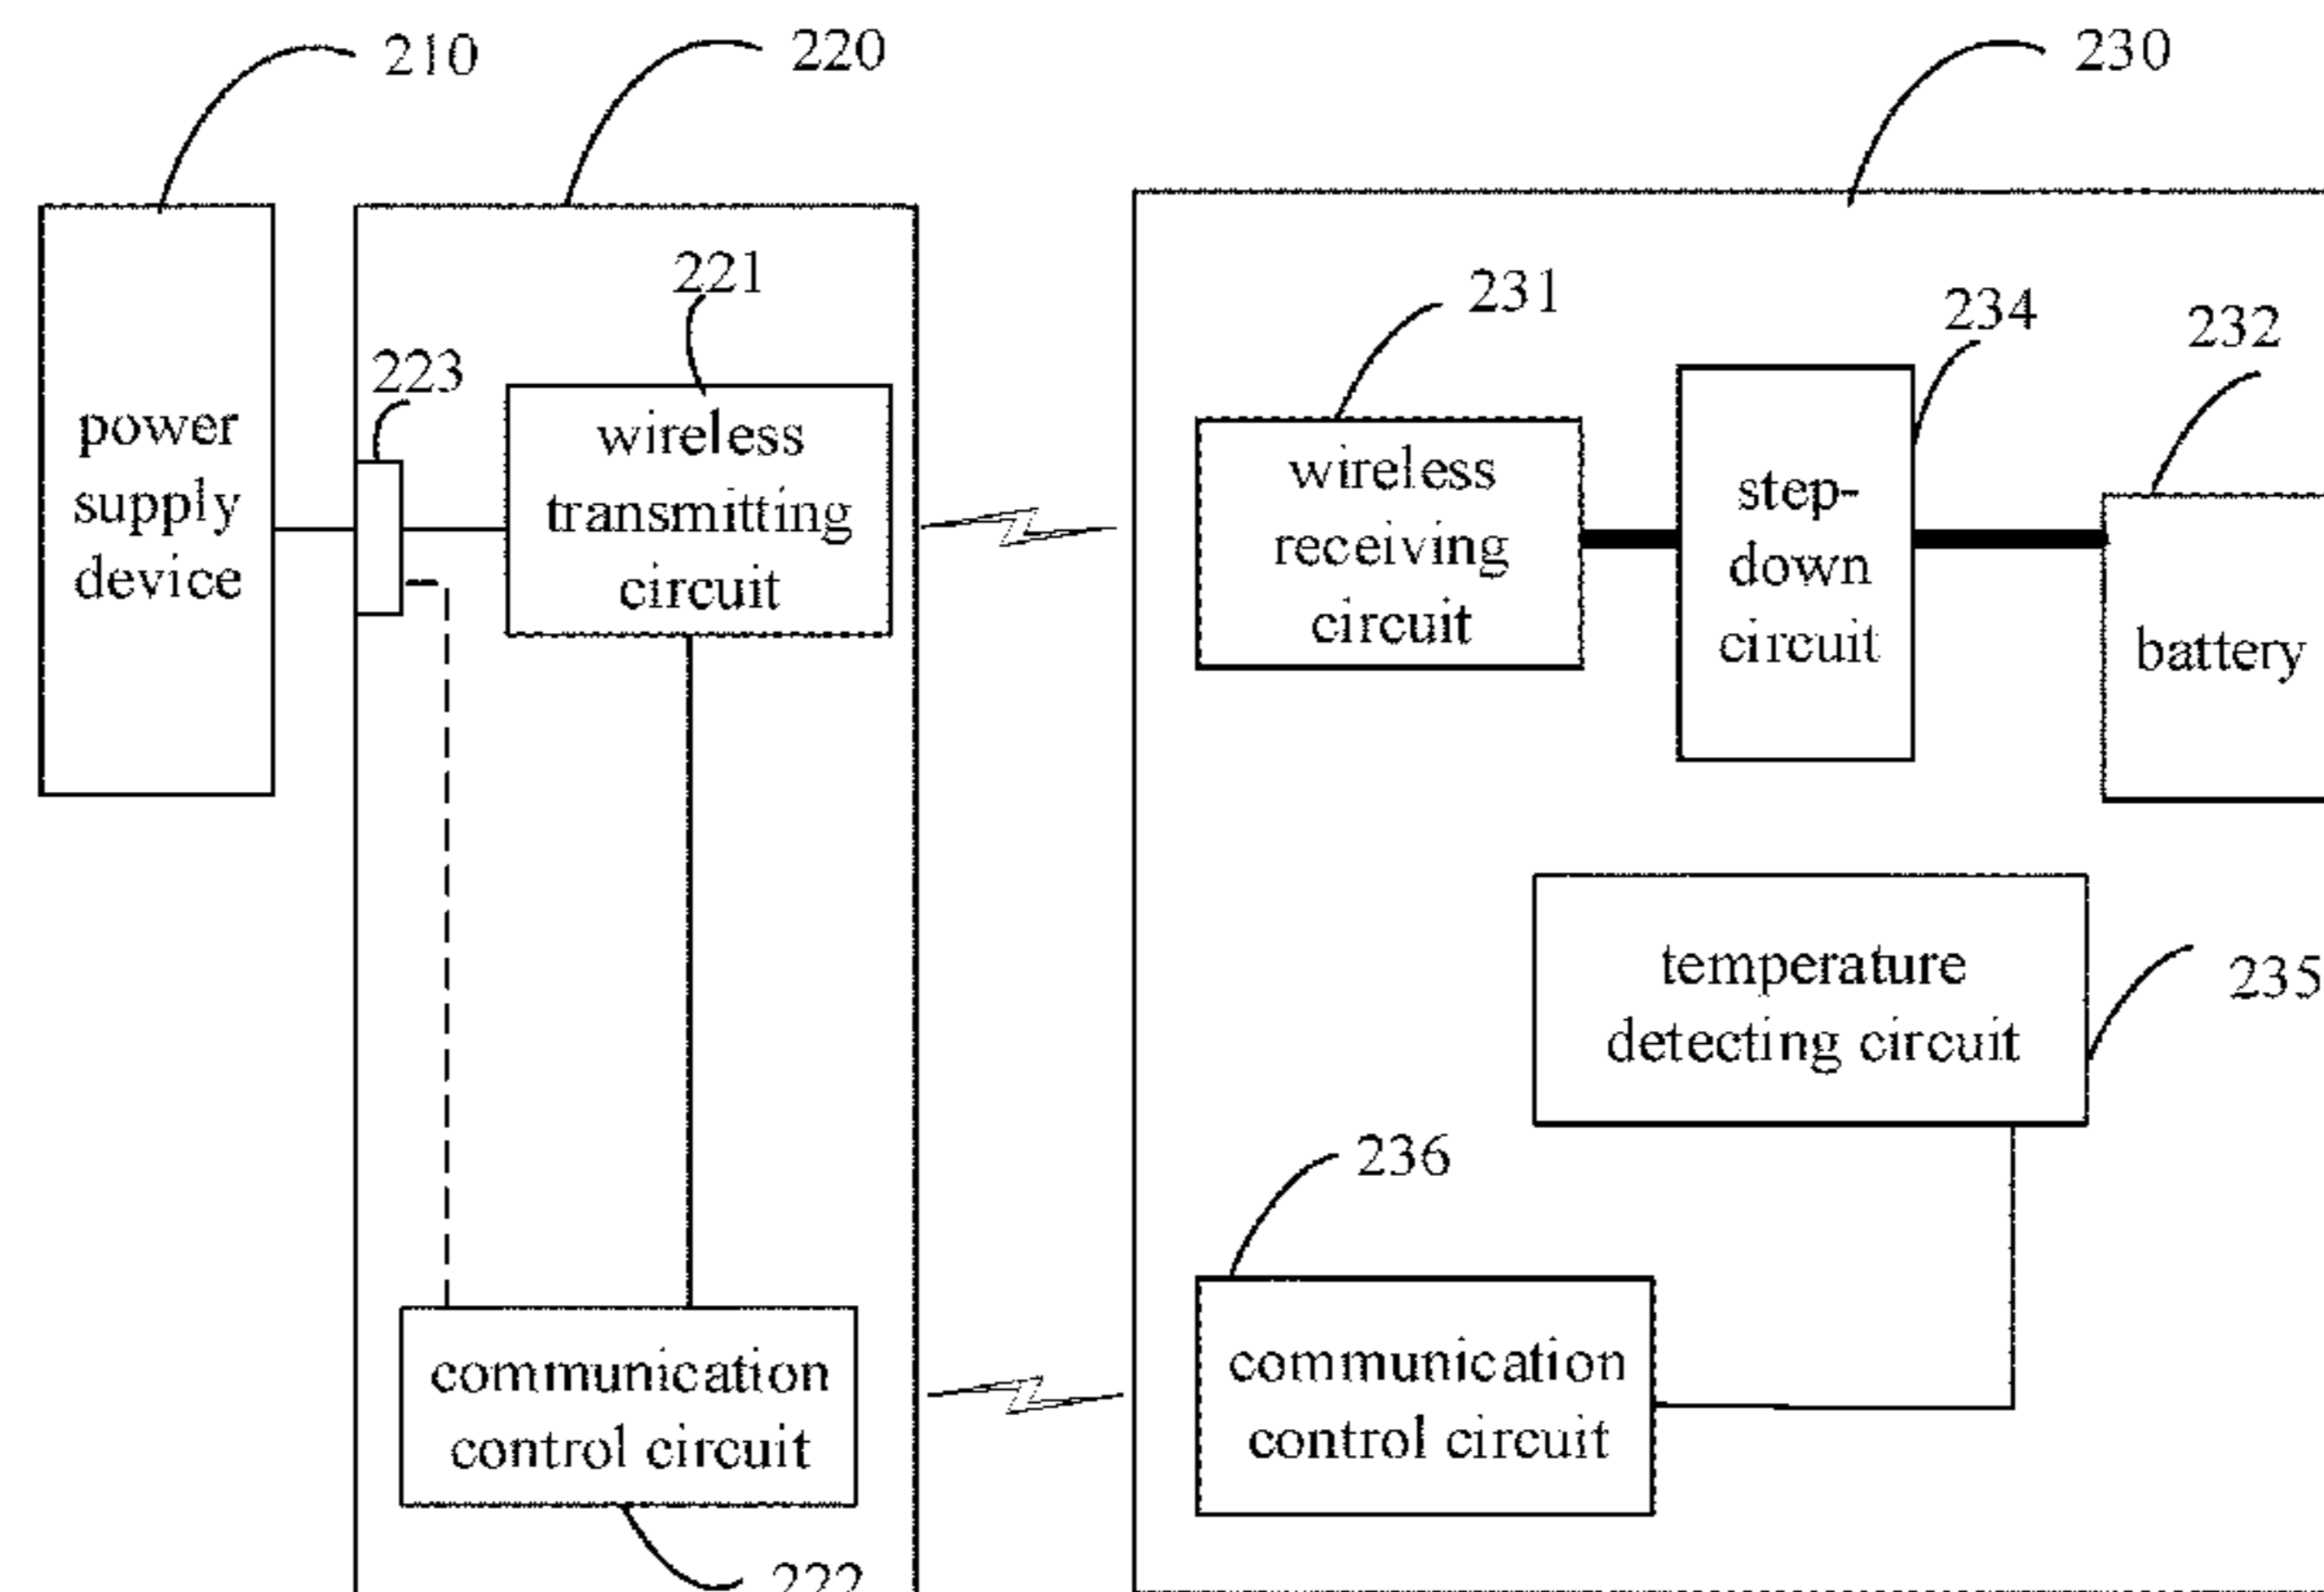 210
220
230
221
231
234
232
223
power
supply
device
wireless
transmitting
circuit
wireless
receiving
circuit
step-
down
circuit
battery
temperature
detecting circuit
235
236
communication
control circuit
communication
control circuit
222